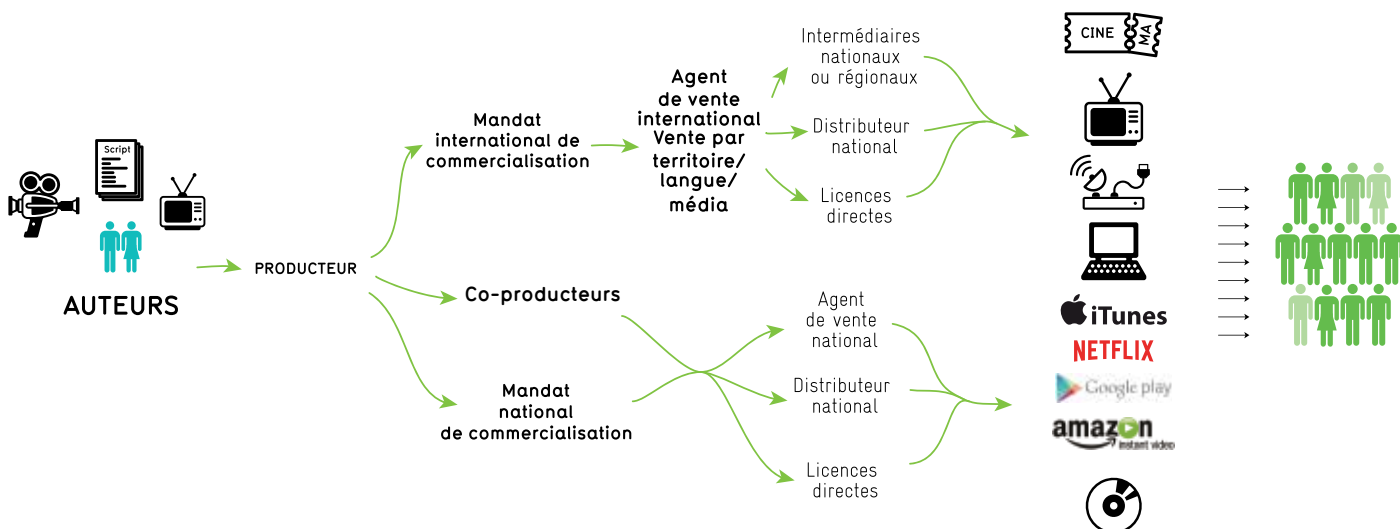 Script
AUTEURS
PRODUCTEUR
Mandat
international de
commercialisation
Co-producteurs
Mandat
national
de commercialisation
Agent
de vente
international
Vente par
territoire/
langue/
média
Intermédiaires
nationaux
ou régionaux
Distributeur
national
Licences
directes
Agent
de vente
national
Distributeur
national
Licences
directes
CINE
MA
iTunes
NETFLIX
Google play
amazon
instant video